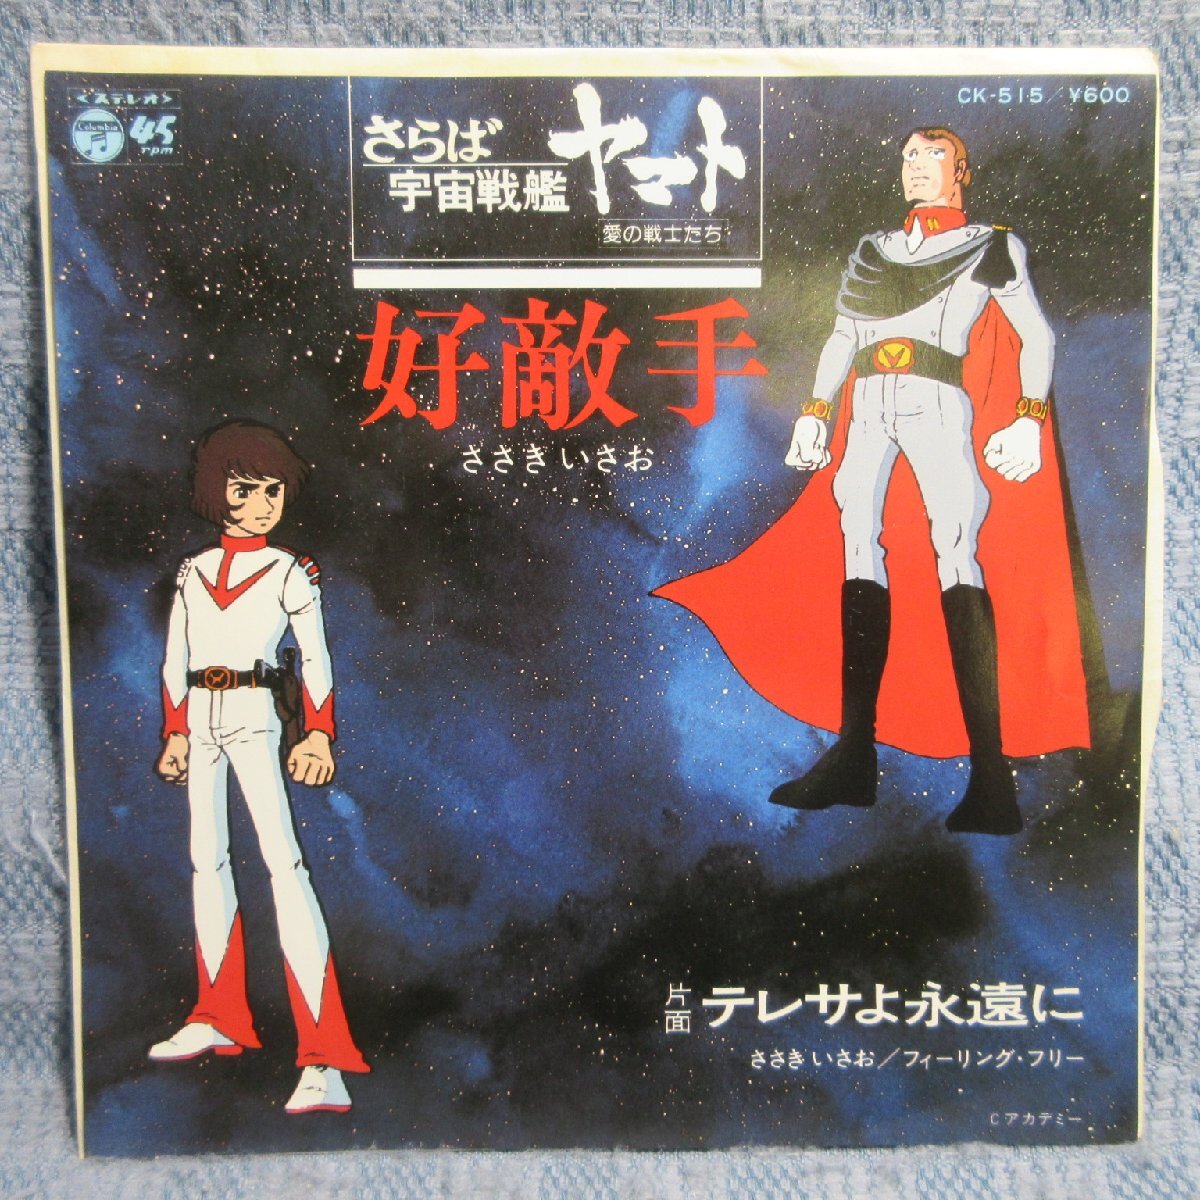 <ステレオ>
Columbia
45
rpm
さらば
宇宙戦艦
ヤマト
愛の戦士たち
CK-515/¥600
好敵手
ささきいさお
片面 テレサよ永遠に
ささきいさお/フィーリング・フリー
Cアカデミー